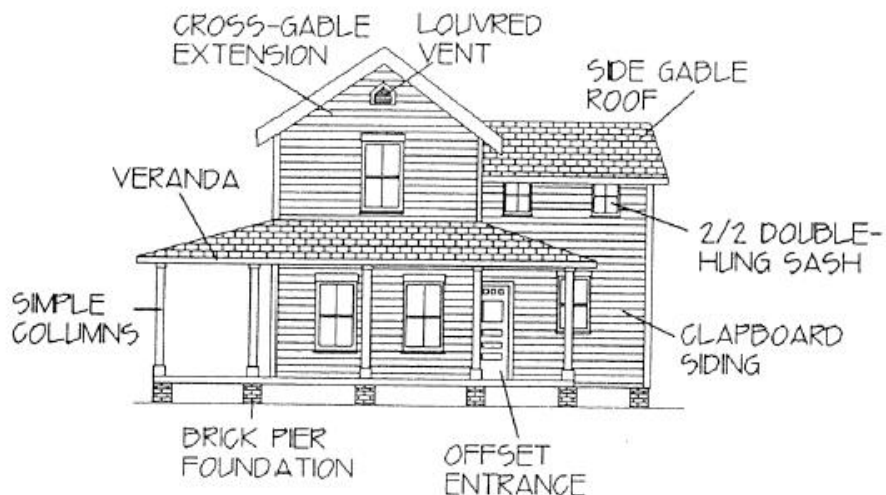 CROSS-GABLE
EXTENSION
LOUVRED
VENT
SIDE GABLE
ROOF
VERANDA
2/2 DOUBLE-
HUNG SASH
SIMPLE
COLUMNS
CLAPBOARD
SIDING
BRICK PIER
FOUNDATION
OFFSET
ENTRANCE